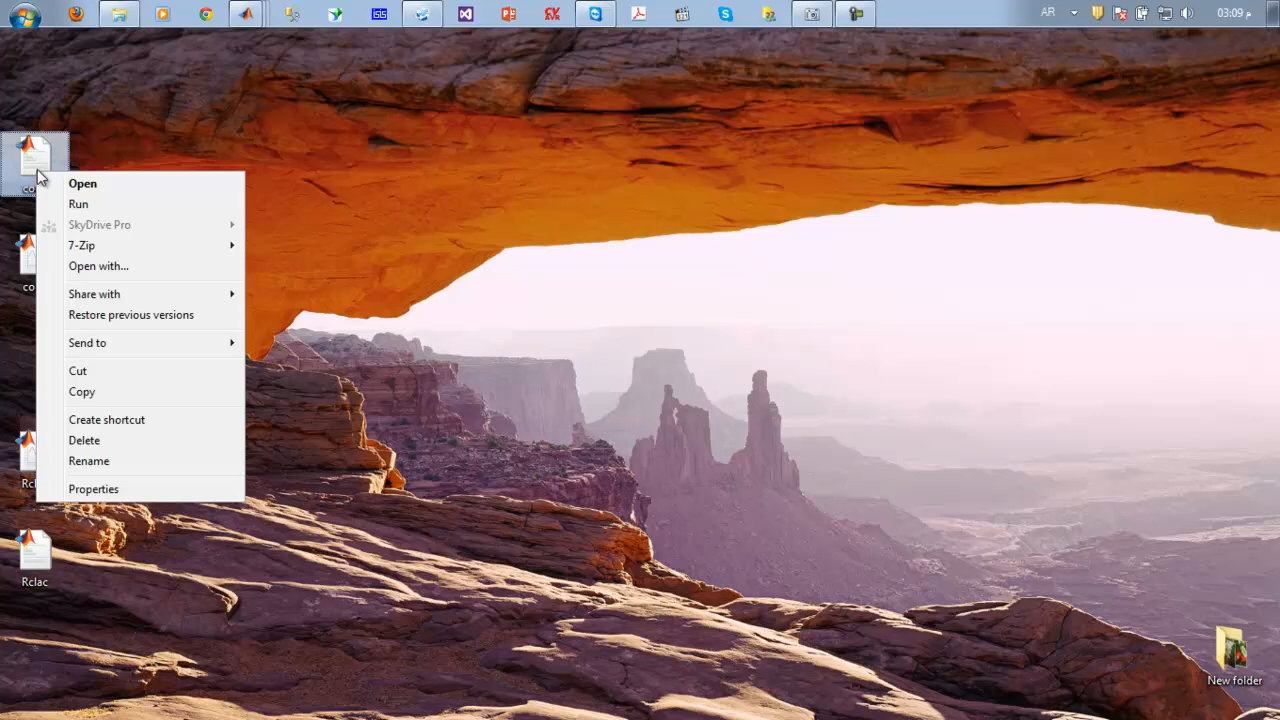 AR
03:09 م
Open
Run
SkyDrive Pro
7-Zip
Open with...
Share with
Restore previous versions
Send to
Cut
Copy
Create shortcut
Delete
Rename
Properties
Rclac
New folder